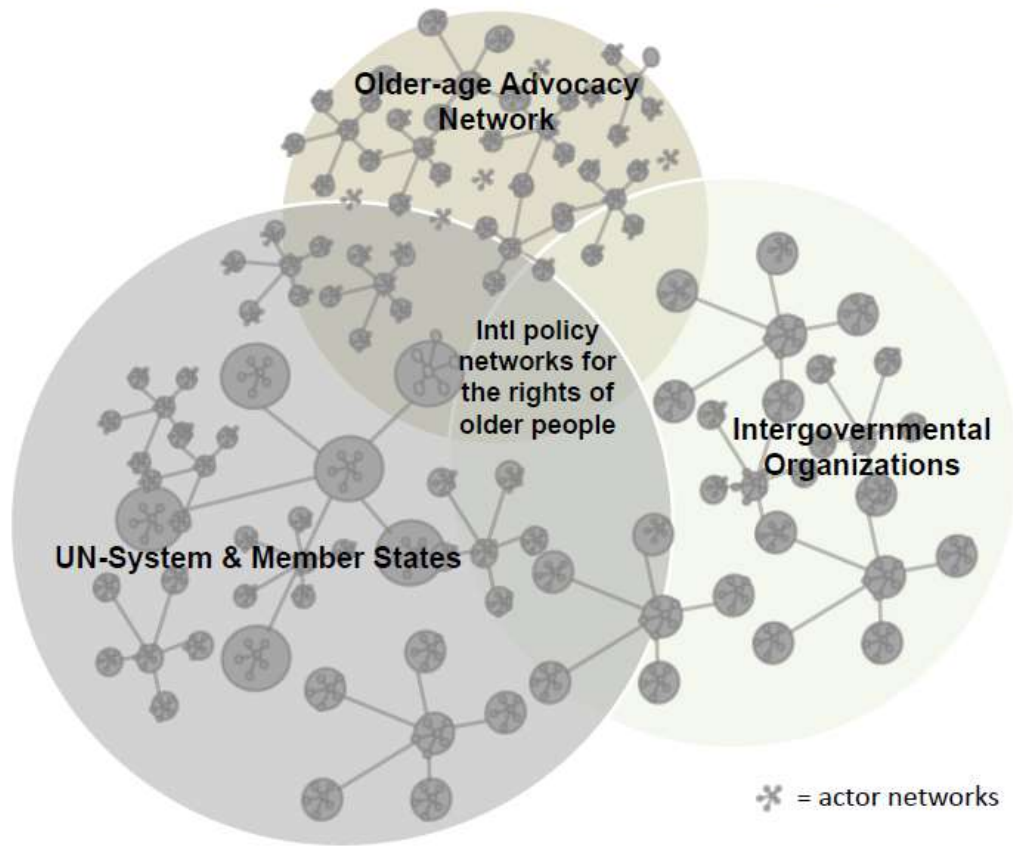 Older-age Advocacy
Network
Intl policy
networks for
the rights of
older people
Intergovernmental
Organizations
UN-System & Member States
= actor networks